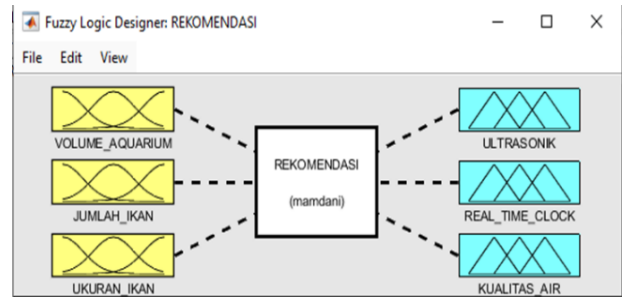 Fuzzy Logic Designer: REKOMENDASI
File Edit View
VOLUME_AQUARIUM
JUMLAH_IKAN
UKURAN_IKAN
REKOMENDASI
(mamdani)
ULTRASONIK
REAL_TIME_CLOCK
KUALITAS_AIR